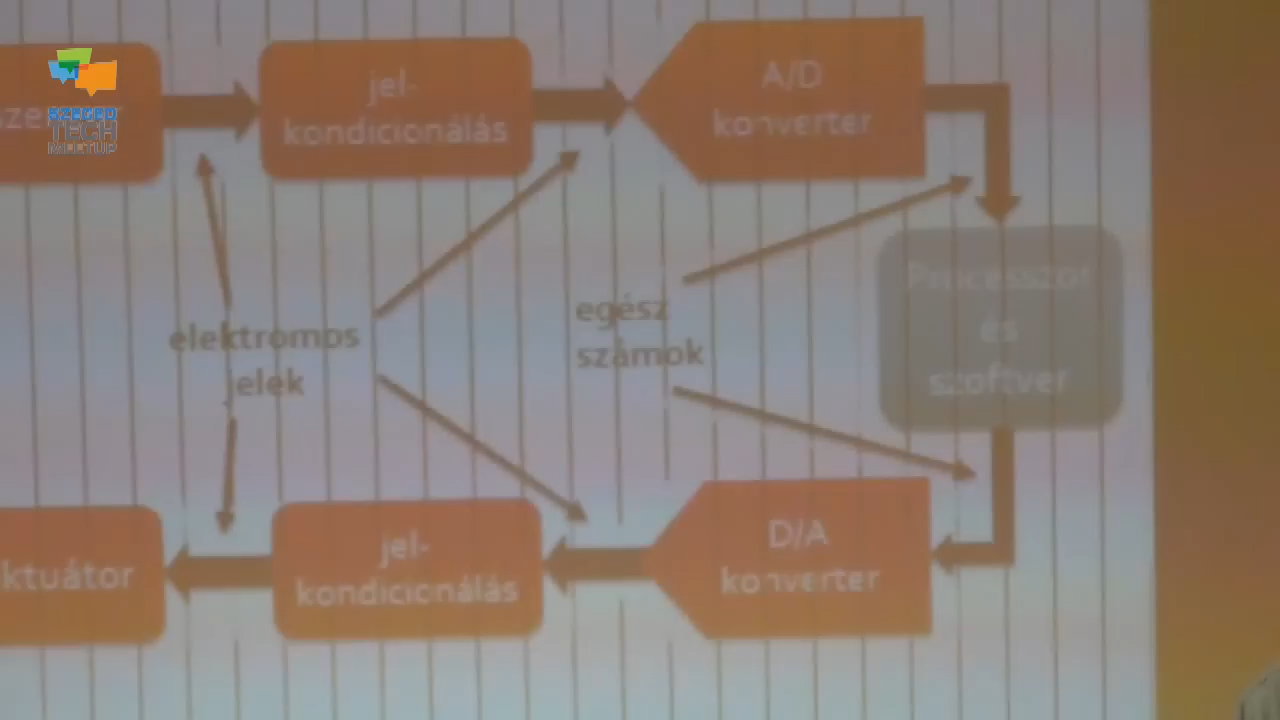 SZEGED
TECH
MEETUP
jel-
kondicionálás
A/D
konverter
Processzor
és
szoftver
elektromos
jelek
egész
számok
ktuátor
jel-
kondicionálás
D/A
konverter